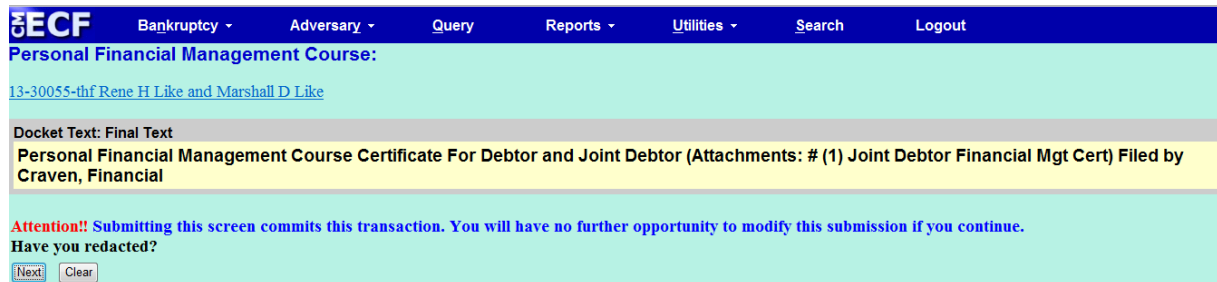 CM ECF Bankruptcy Adversary Query Reports Utilities Search Logout
Personal Financial Management Course:
13-30055-thf Rene H Like and Marshall D Like
Docket Text: Final Text
Personal Financial Management Course Certificate For Debtor and Joint Debtor (Attachments: # (1) Joint Debtor Financial Mgt Cert) Filed by
Craven, Financial
Attention!! Submitting this screen commits this transaction. You will have no further opportunity to modify this submission if you continue.
Have you redacted?
Next Clear